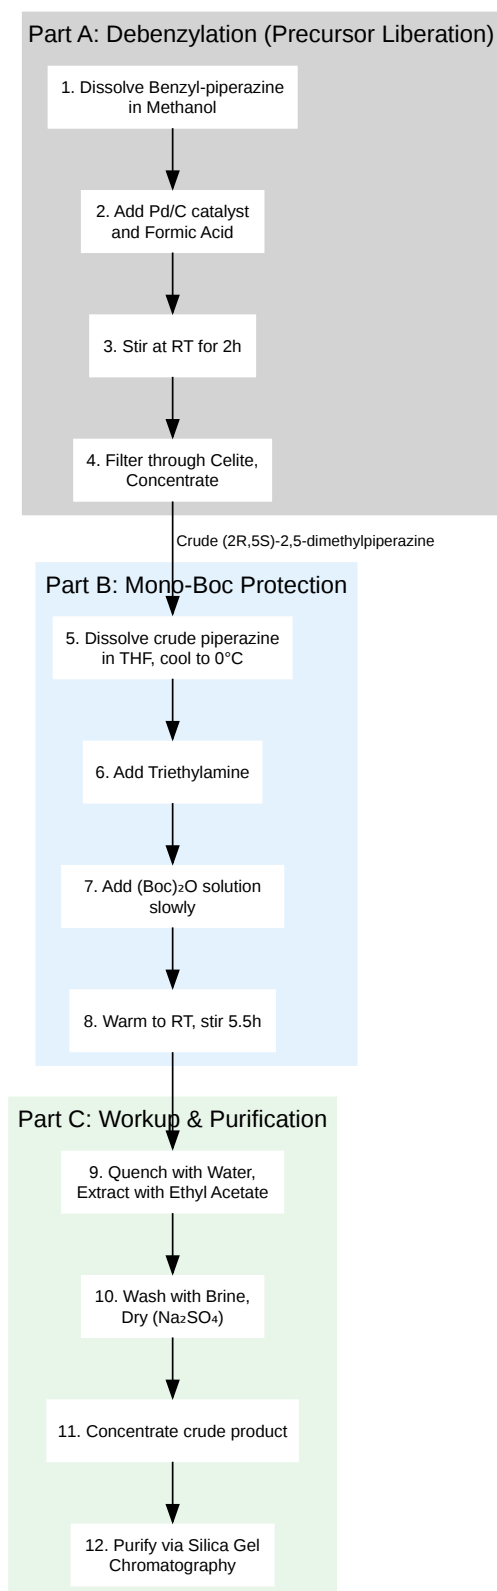 Part A: Debenzylation (Precursor Liberation)
1. Dissolve Benzyl-piperazine
in Methanol
2. Add Pd/C catalyst
and Formic Acid
3. Stir at RT for 2h
4. Filter through Celite,
Concentrate
Crude (2R,5S)-2,5-dimethylpiperazine
Part B: Mono-Boc Protection
5. Dissolve crude piperazine
in THF, cool to 0°C
6. Add Triethylamine
7. Add (Boc)₂O solution
slowly
8. Warm to RT, stir 5.5h
Part C: Workup & Purification
9. Quench with Water,
Extract with Ethyl Acetate
10. Wash with Brine,
Dry (Na₂SO₄)
11. Concentrate crude product
12. Purify via Silica Gel
Chromatography